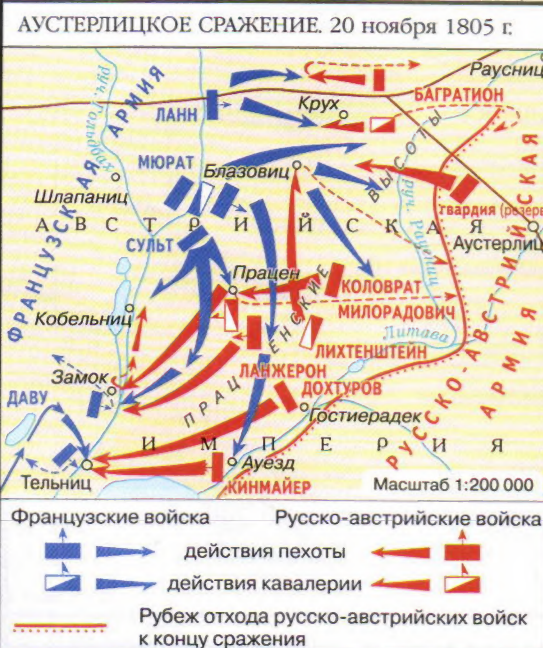 АУСТЕРЛИЦКОЕ СРАЖЕНИЕ. 20 ноября 1805 г.
Раусниц
БАГРАТИОН
ЛАНН
Крух
ФРАНЦУЗСКАЯ АРМИЯ
МЮРАТ
Блазовиц
ВЫСОТЫ
руч. Раусниц
Шлапаниц
гвардия (резерв)
АВСТРИЙСКАЯ
Аустерлиц
СУЛЬТ
Працен
КОЛОВРАТ
МИЛОРАДОВИЧ
Кобельниц
Литава
ЛИХТЕНШТЕЙН
ПРАЦЕНСКИЕ
ЛАНЖЕРОН
Замок
ДОХТУРОВ
ДАВУ
Гостиерадек
РУССКО-АВСТРИЙСКАЯ АРМИЯ
ИМПЕРИЯ
Тельниц
Ауезд
КИНМАЙЕР
Масштаб 1:200 000
Французские войска
Русско-австрийские войска
действия пехоты
действия кавалерии
Рубеж отхода русско-австрийских войск
к концу сражения